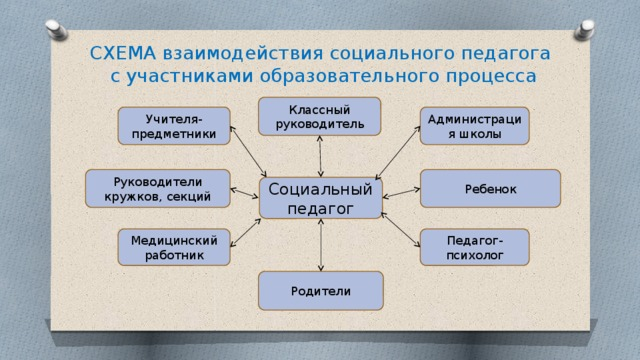 СХЕМА взаимодействия социального педагога
с участниками образовательного процесса
Классный
руководитель
Учителя-
предметники
Администраци
я школы
Руководители
кружков, секций
Социальный
педагог
Ребенок
Медицинский
работник
Педагог-
психолог
Родители